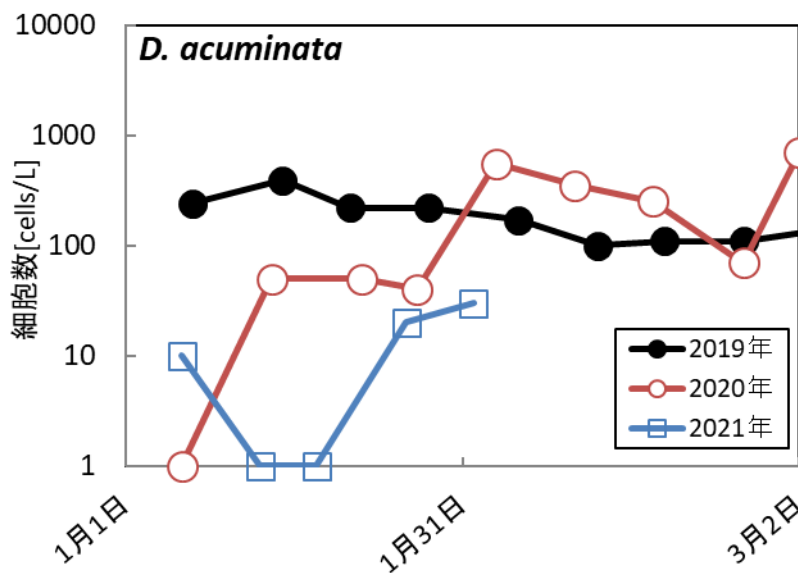 D. acuminata
10000
1000
100
10
1
細胞数[cells/L]
1月1日
1月31日
3月2日
2019年
2020年
2021年